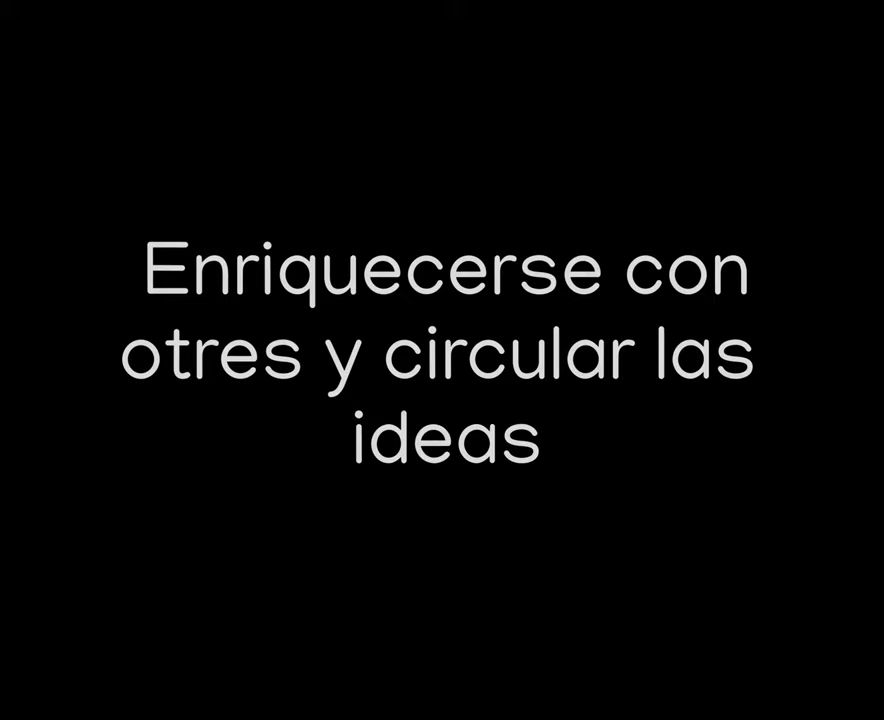 Enriquecerse con
otres y circular las
ideas